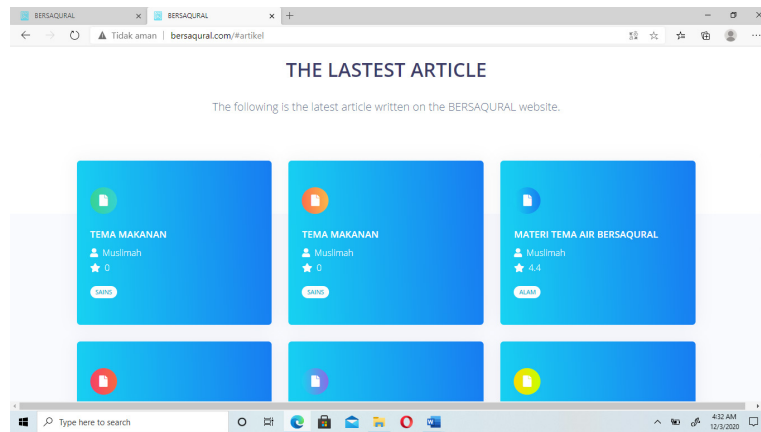 BERSAQURAL
BERSAQURAL
Tidak aman | bersaqural.com/#artikel
THE LASTEST ARTICLE
The following is the latest article written on the BERSAQURAL website.
TEMA MAKANAN
Muslimah
0
SAINS
TEMA MAKANAN
Muslimah
0
SAINS
MATERI TEMA AIR BERSAQURAL
Muslimah
4.4
ALAM
Type here to search
4:32 AM
12/3/2020